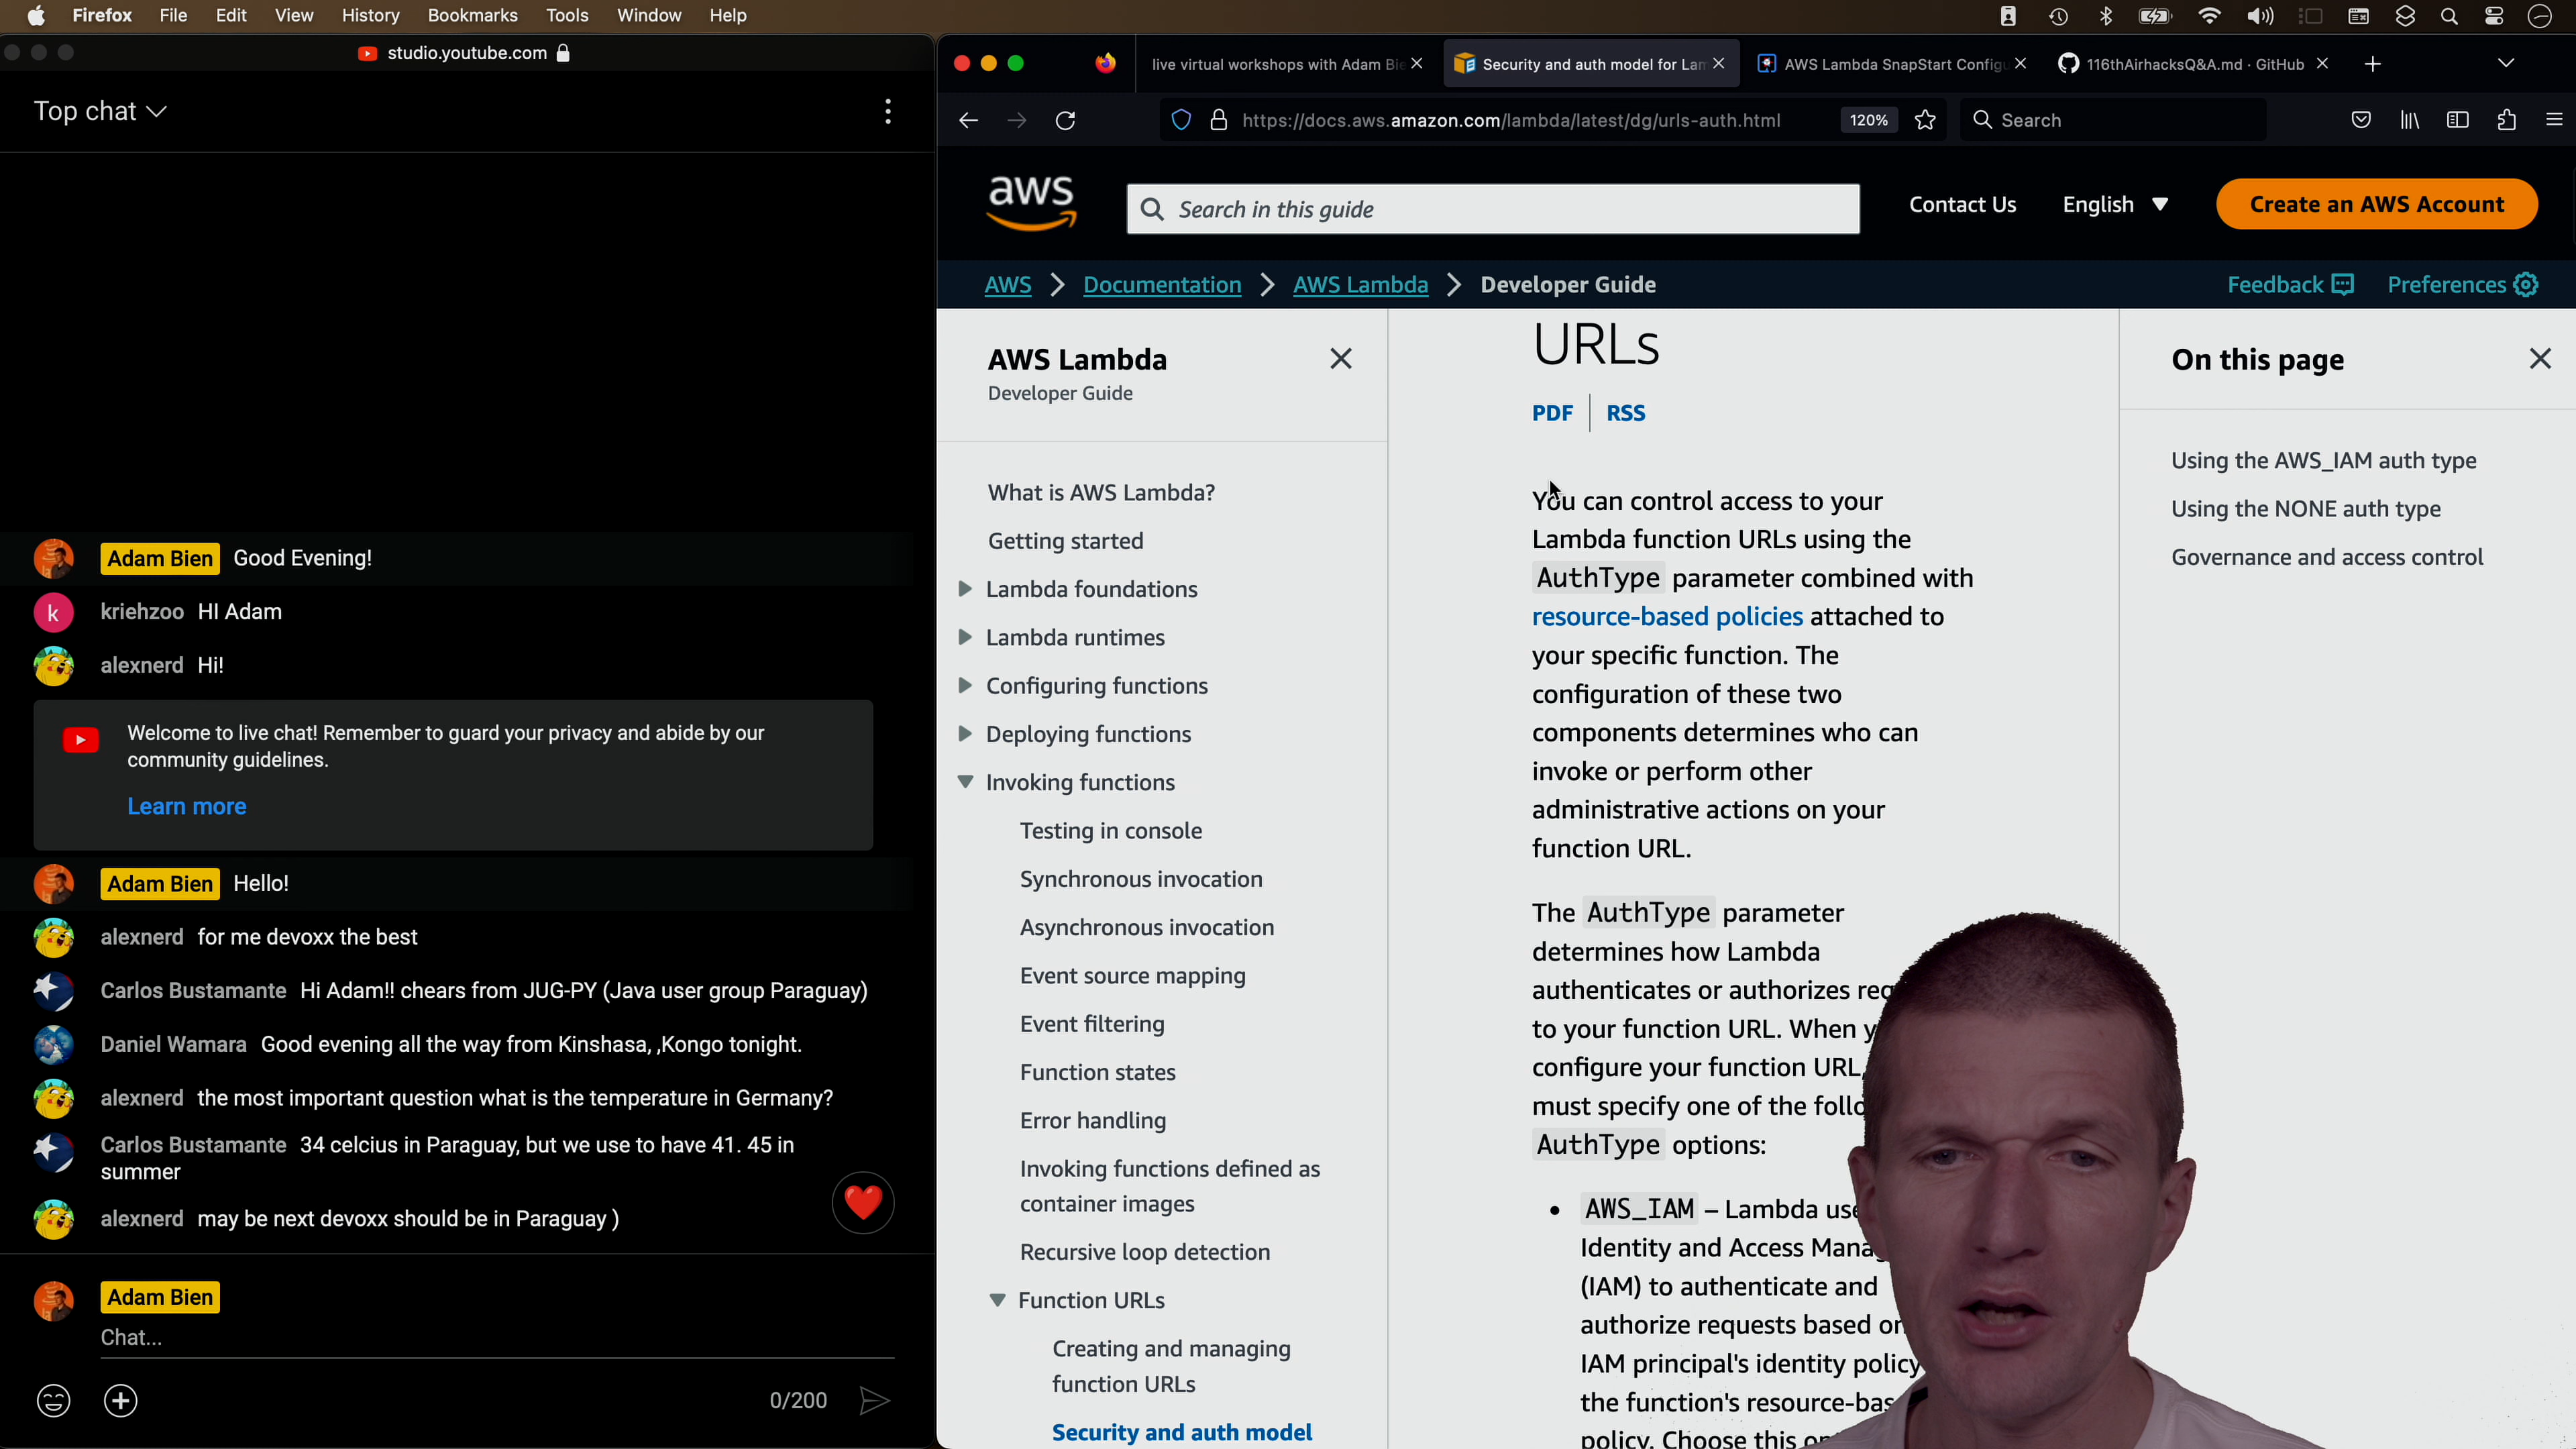 Firefox File Edit View History Bookmarks Tools Window Help
studio.youtube.com
Top chat
Adam Bien Good Evening!
k
kriehzoo HI Adam
alexnerd Hi!
Welcome to live chat! Remember to guard your privacy and abide by our
community guidelines.
Learn more
Adam Bien Hello!
alexnerd for me devoxx the best
Carlos Bustamante Hi Adam!! chears from JUG-PY (Java user group Paraguay)
Daniel Wamara Good evening all the way from Kinshasa, ,Kongo tonight.
alexnerd the most important question what is the temperature in Germany?
Carlos Bustamante 34 celcius in Paraguay, but we use to have 41. 45 in
summer
alexnerd may be next devoxx should be in Paraguay )
Adam Bien
Chat...
0/200
live virtual workshops with Adam Bie
Security and auth model for Lam
AWS Lambda SnapStart Configu
116thAirhacksQ&A.md · GitHub
https://docs.aws.amazon.com/lambda/latest/dg/urls-auth.html
120%
Search
aws
Search in this guide
Contact Us
English
Create an AWS Account
AWS Documentation AWS Lambda Developer Guide
Feedback
Preferences
AWS Lambda
Developer Guide
What is AWS Lambda?
Getting started
Lambda foundations
Lambda runtimes
Configuring functions
Deploying functions
Invoking functions
Testing in console
Synchronous invocation
Asynchronous invocation
Event source mapping
Event filtering
Function states
Error handling
Invoking functions defined as
container images
Recursive loop detection
Function URLs
Creating and managing
function URLs
Security and auth model
URLs
PDF RSS
You can control access to your
Lambda function URLs using the
AuthType parameter combined with
resource-based policies attached to
your specific function. The
configuration of these two
components determines who can
invoke or perform other
administrative actions on your
function URL.
The AuthType parameter
determines how Lambda
authenticates or authorizes req
to your function URL. When y
configure your function URL,
must specify one of the follo
AuthType options:
• AWS_IAM – Lambda use
Identity and Access Mana
(IAM) to authenticate and
authorize requests based on
IAM principal's identity policy
the function's resource-bas
policy. Choose this
On this page
Using the AWS_IAM auth type
Using the NONE auth type
Governance and access control